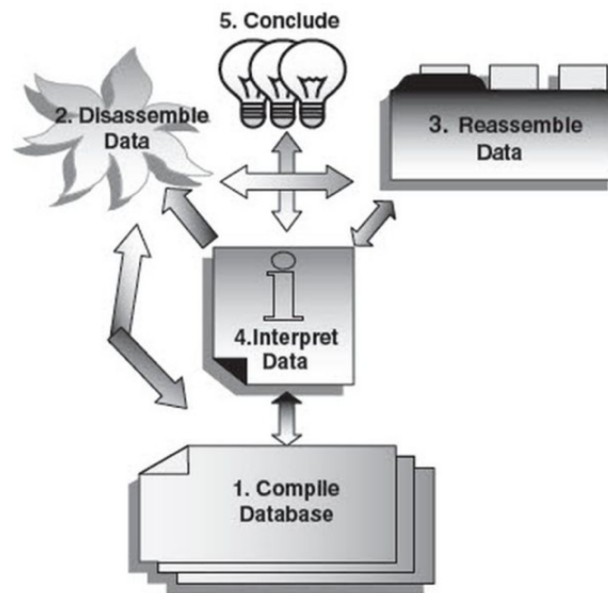 5. Conclude
2. Disassemble
Data
3. Reassemble
Data
i
4.Interpret
Data
1. Compile
Database